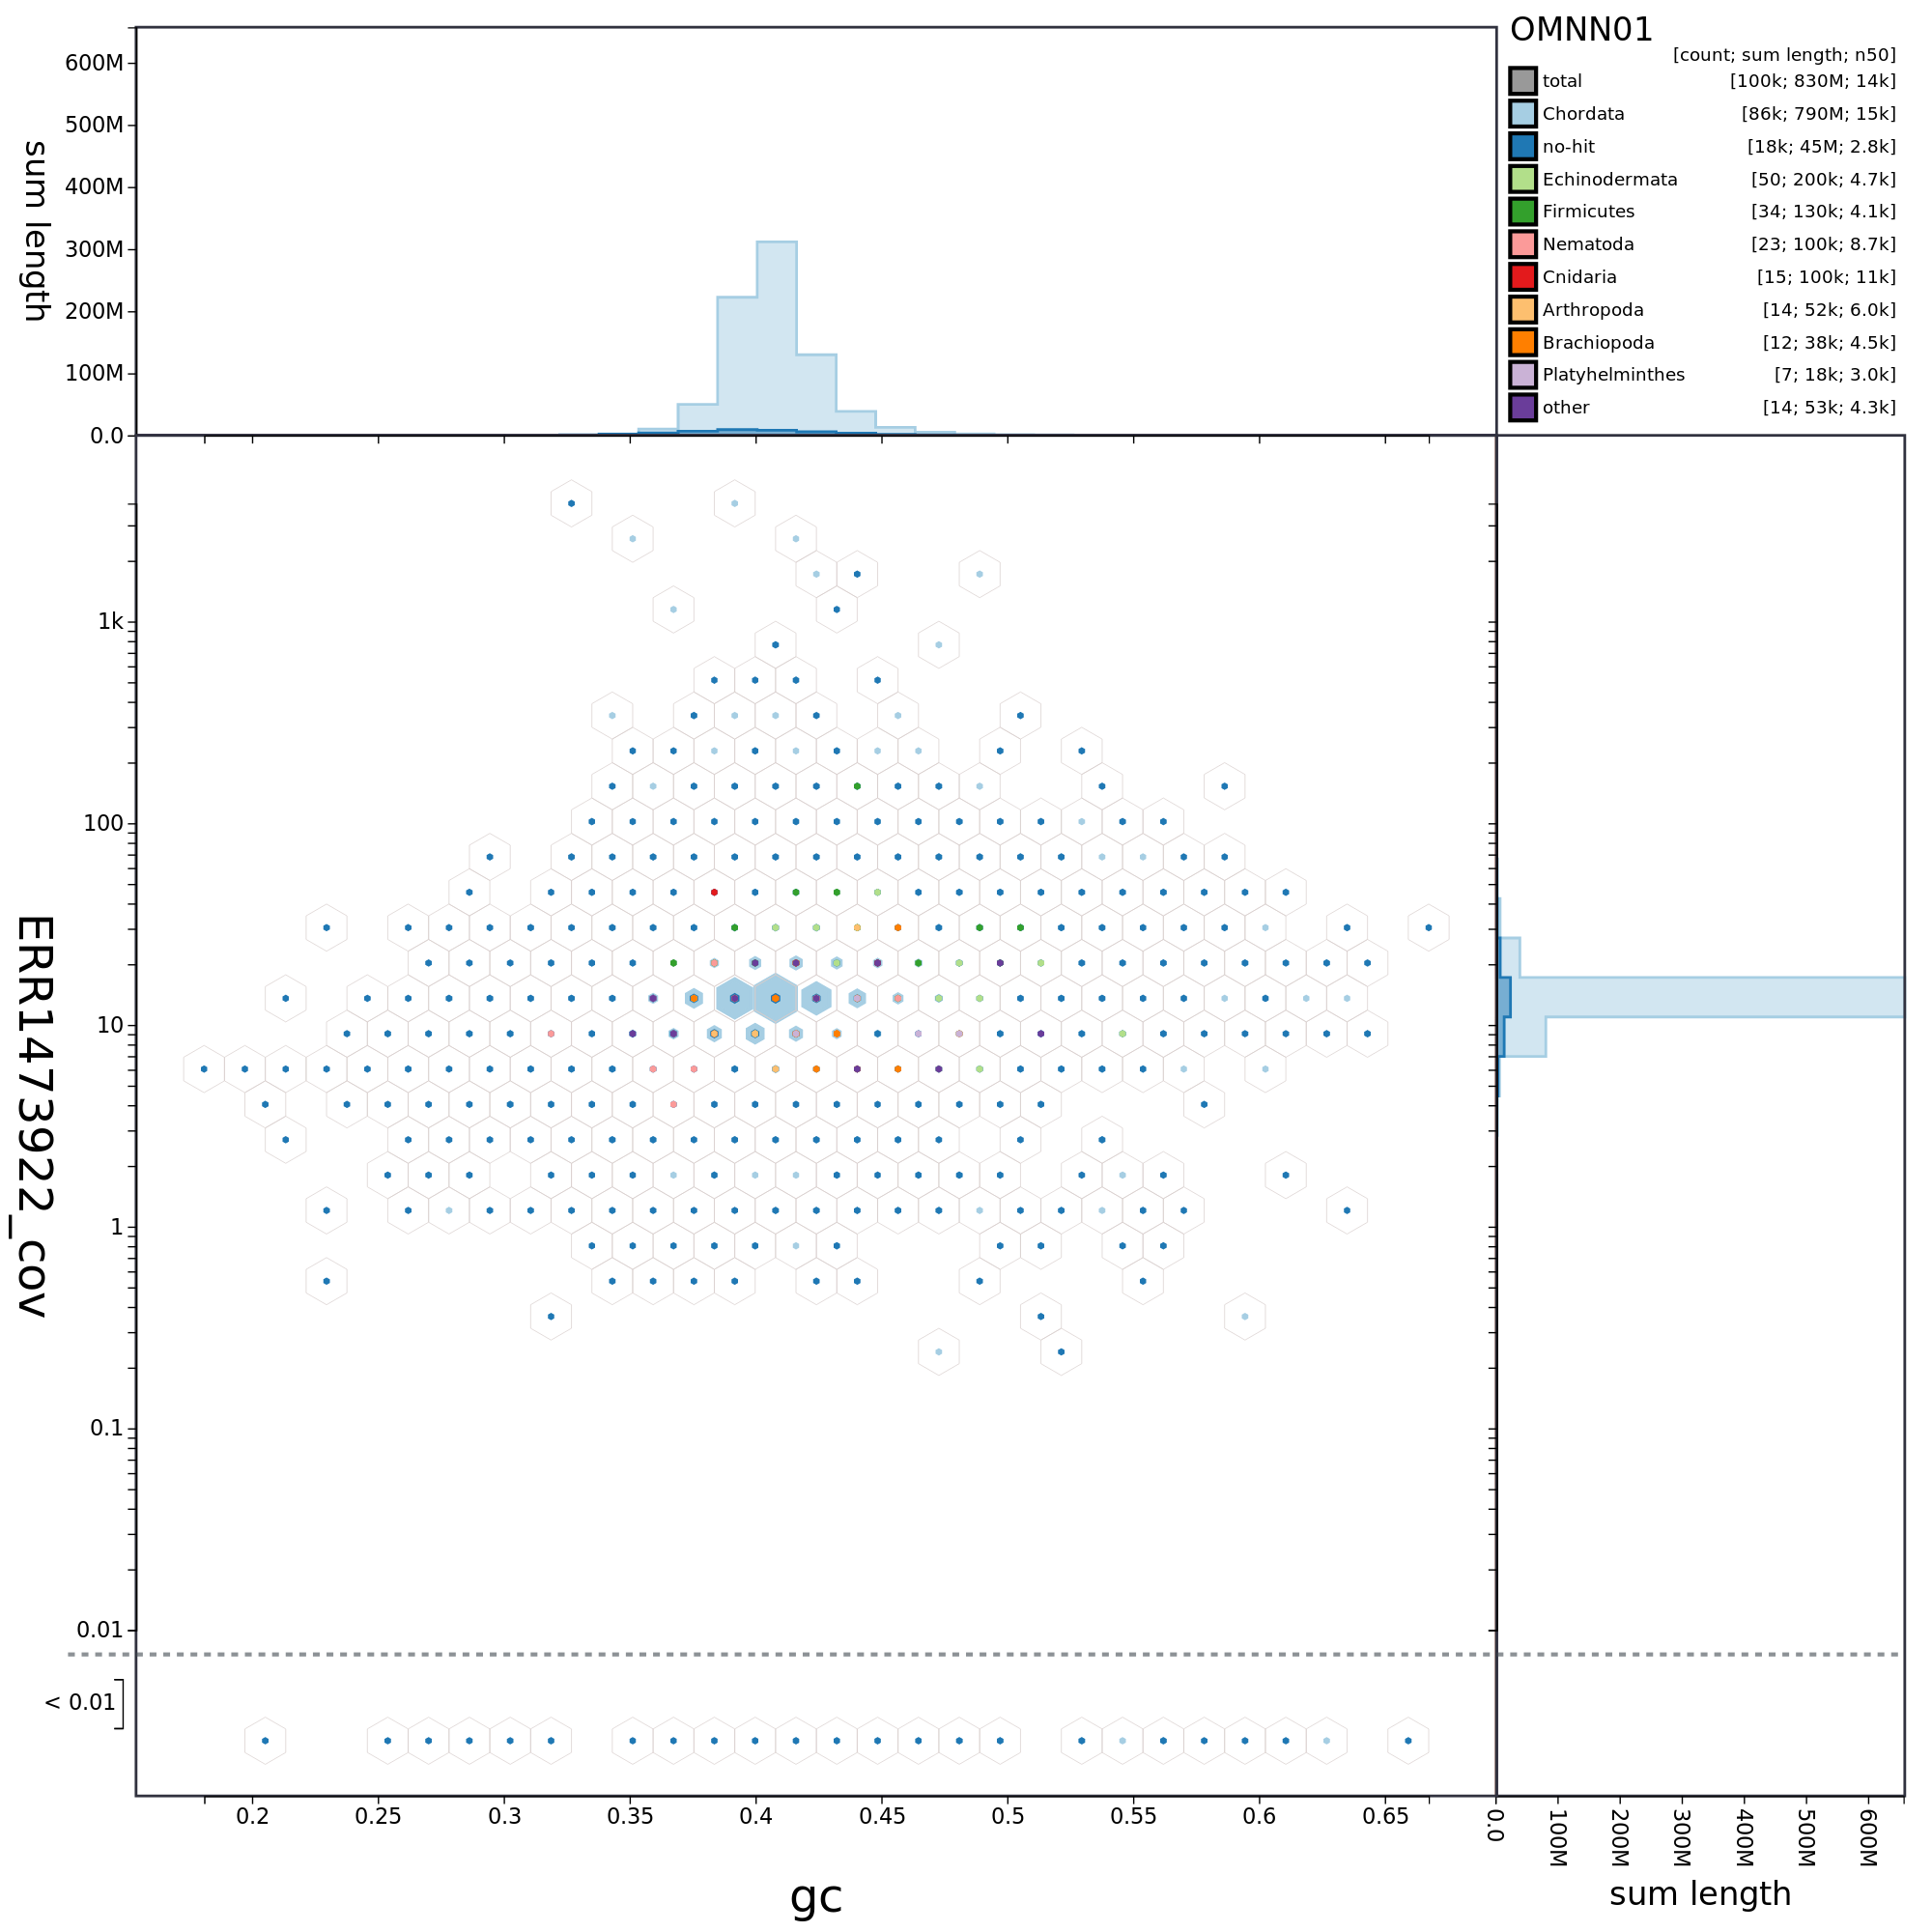 OMNN01
[count; sum length; n50]
total [100k; 830M; 14k]
Chordata [86k; 790M; 15k]
no-hit [18k; 45M; 2.8k]
Echinodermata [50; 200k; 4.7k]
Firmicutes [34; 130k; 4.1k]
Nematoda [23; 100k; 8.7k]
Cnidaria [15; 100k; 11k]
Arthropoda [14; 52k; 6.0k]
Brachiopoda [12; 38k; 4.5k]
Platyhelminthes [7; 18k; 3.0k]
other [14; 53k; 4.3k]
sum length
600M
500M
400M
300M
200M
100M
0.0
ERR1473922_cov
1k
100
10
1
0.1
0.01
< 0.01
0.2 0.25 0.3 0.35 0.4 0.45 0.5 0.55 0.6 0.65
gc
0.0 100M 200M 300M 400M 500M 600M
sum length